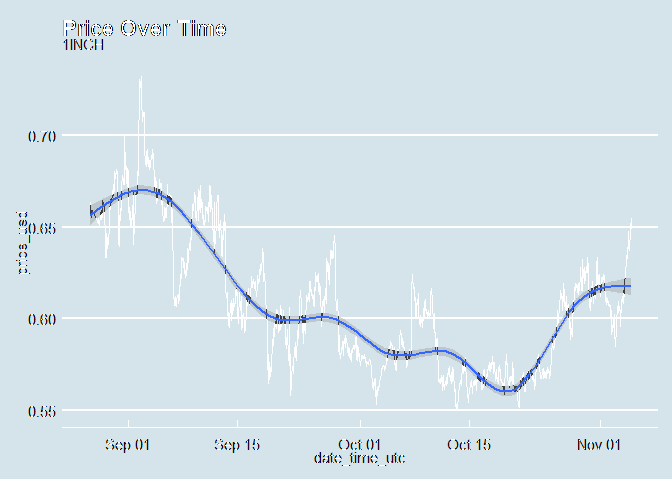 Price Over Time
1INCH
0.70
0.65
0.60
0.55
price_usd
Sep 01 Sep 15 Oct 01 Oct 15 Nov 01
date_time_utc